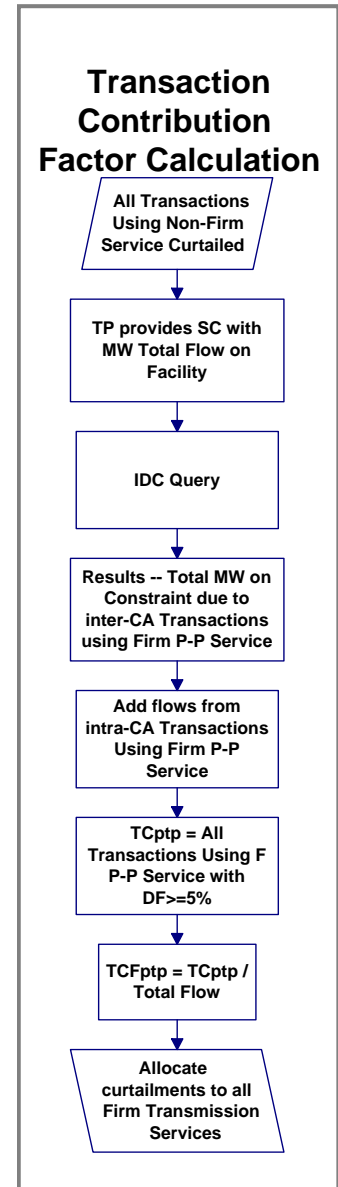 Transaction
Contribution
Factor Calculation
All Transactions
Using Non-Firm
Service Curtailed
TP provides SC with
MW Total Flow on
Facility
IDC Query
Results -- Total MW on
Constraint due to
inter-CA Transactions
using Firm P-P Service
Add flows from
intra-CA Transactions
Using Firm P-P
Service
TCptp = All
Transactions Using F
P-P Service with
DF>=5%
TCFptp = TCptp /
Total Flow
Allocate
curtailments to all
Firm Transmission
Services